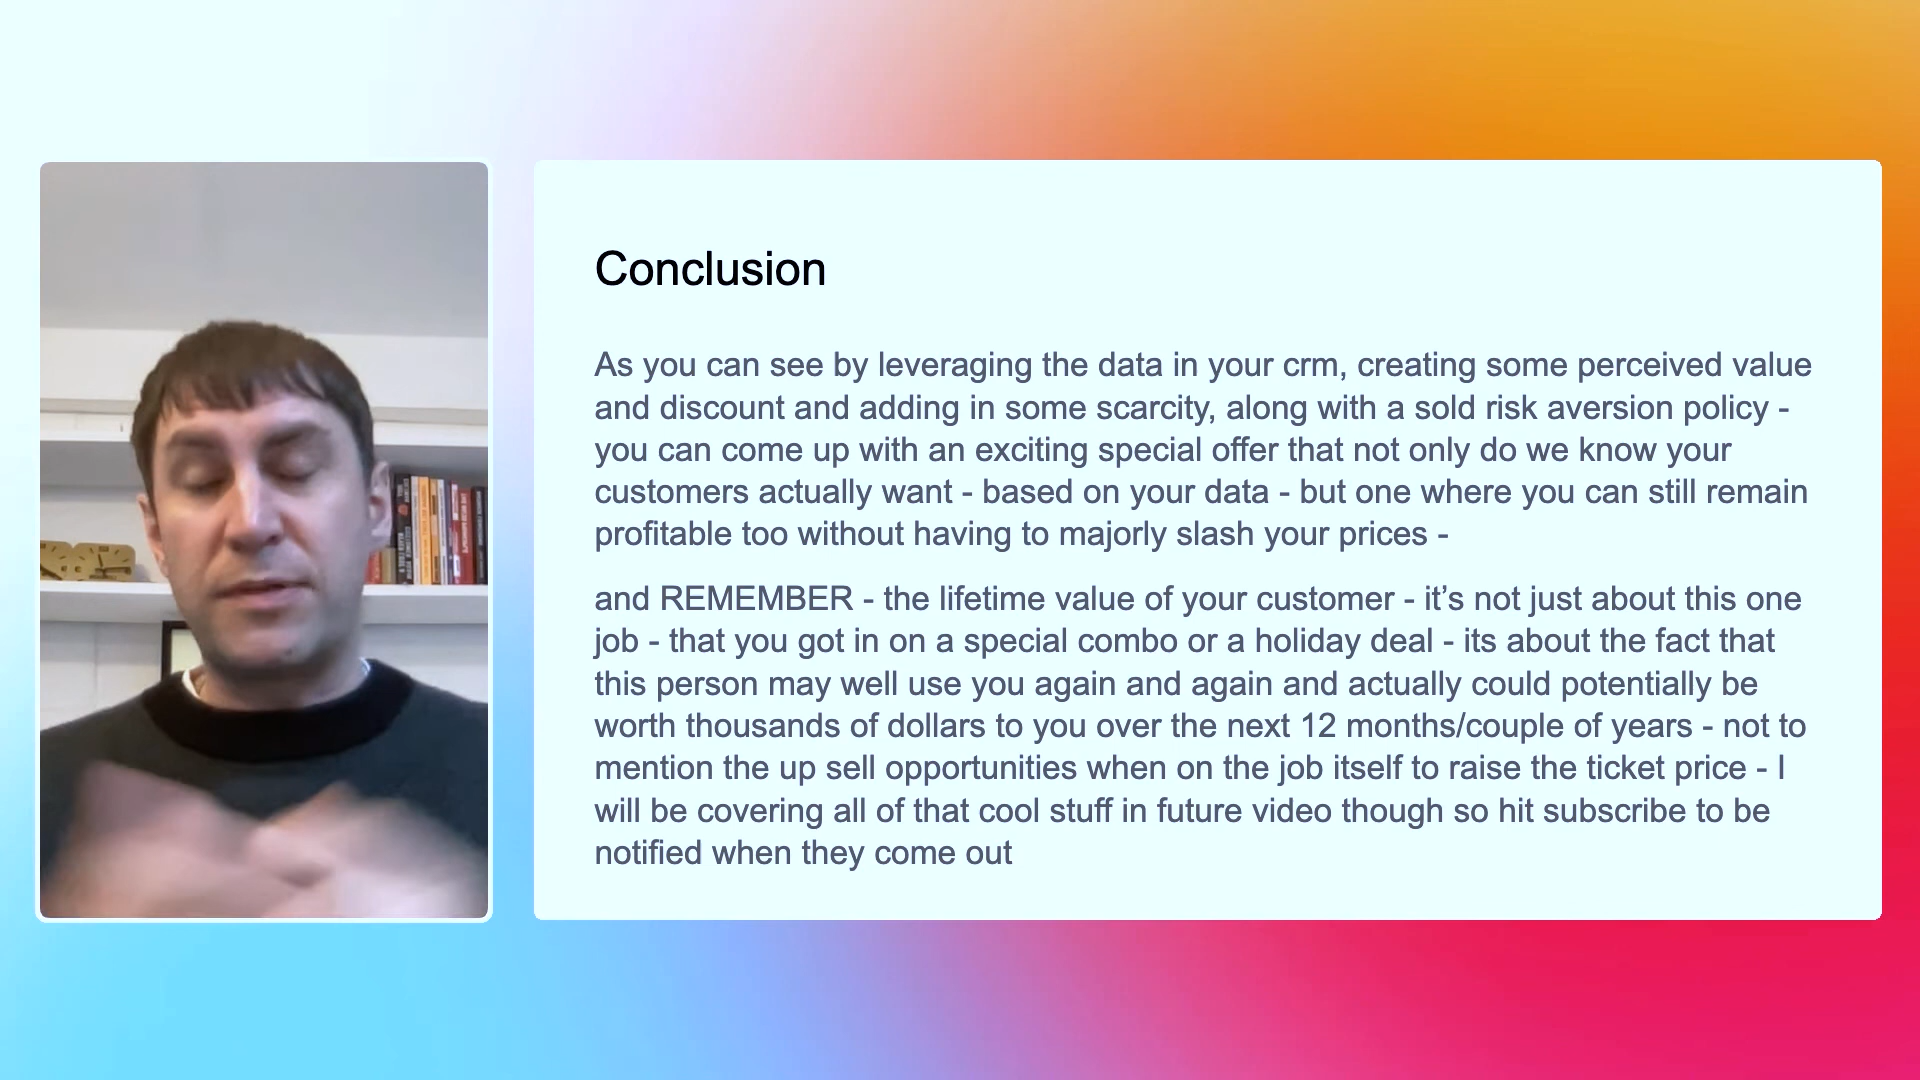 Conclusion
As you can see by leveraging the data in your crm, creating some perceived value
and discount and adding in some scarcity, along with a sold risk aversion policy -
you can come up with an exciting special offer that not only do we know your
customers actually want - based on your data - but one where you can still remain
profitable too without having to majorly slash your prices -
and REMEMBER - the lifetime value of your customer - it’s not just about this one
job - that you got in on a special combo or a holiday deal - its about the fact that
this person may well use you again and again and actually could potentially be
worth thousands of dollars to you over the next 12 months/couple of years - not to
mention the up sell opportunities when on the job itself to raise the ticket price - I
will be covering all of that cool stuff in future video though so hit subscribe to be
notified when they come out